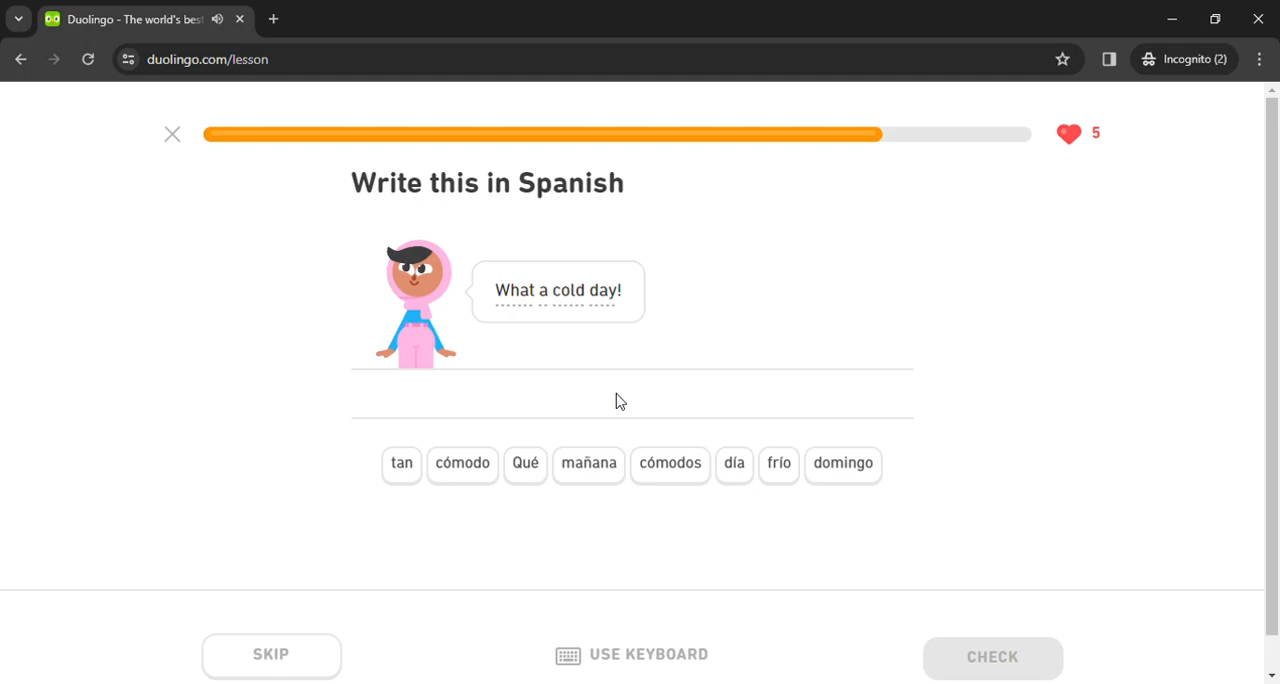 Duolingo - The world's bes
duolingo.com/lesson
Incognito (2)
5
Write this in Spanish
What a cold day!
tan cómodo Qué mañana cómodos día frío domingo
SKIP USE KEYBOARD CHECK